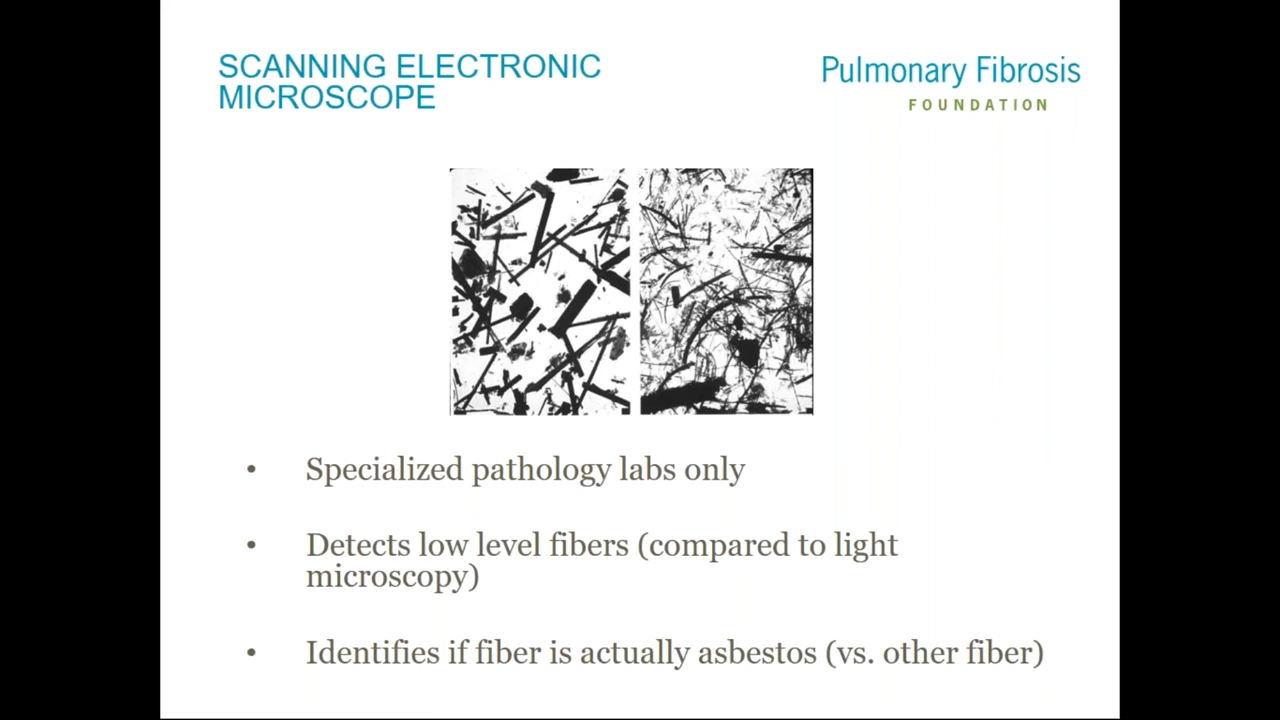 SCANNING ELECTRONIC
MICROSCOPE
Pulmonary Fibrosis
FOUNDATION
• Specialized pathology labs only
• Detects low level fibers (compared to light
microscopy)
• Identifies if fiber is actually asbestos (vs. other fiber)